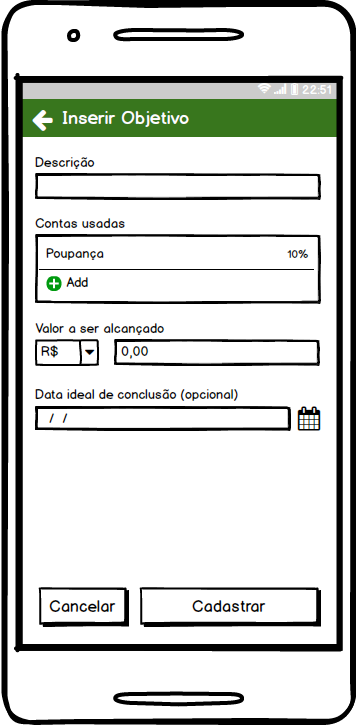 22:51
Inserir Objetivo
Descrição
Contas usadas
Poupança 10%
Add
Valor a ser alcançado
R$ 0,00
Data ideal de conclusão (opcional)
/ /
Cancelar Cadastrar